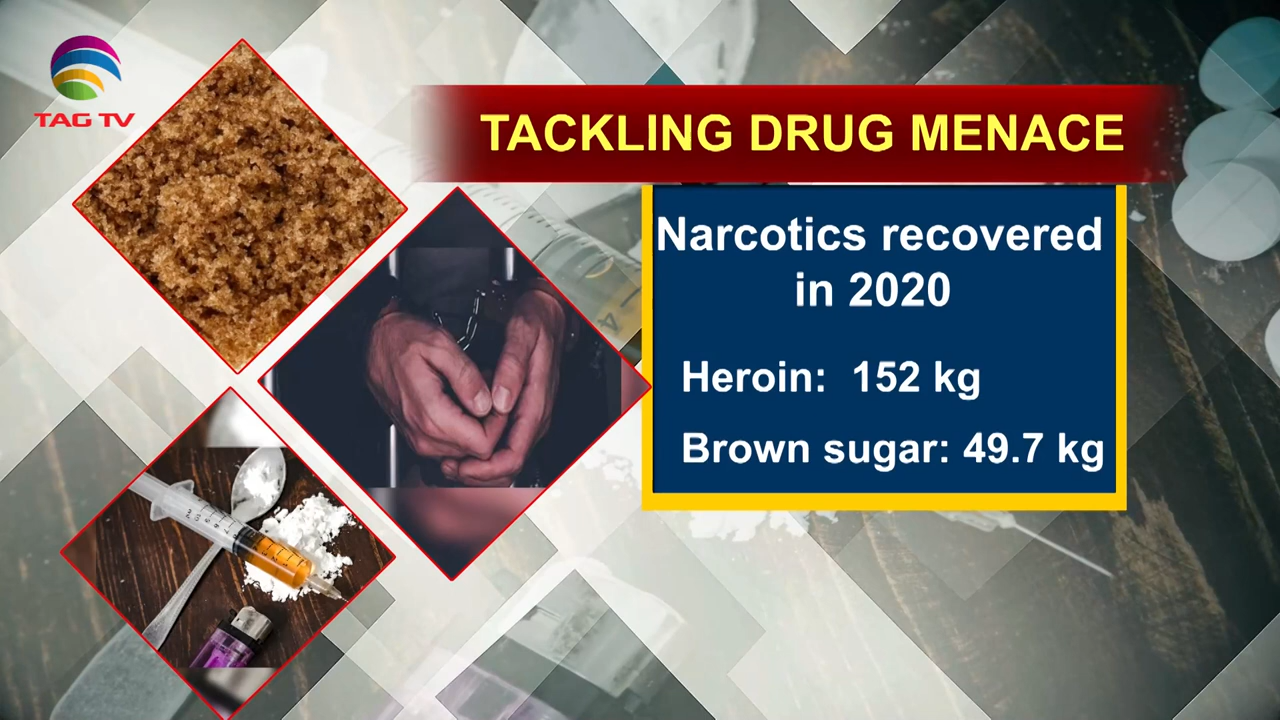 TAG TV
TACKLING DRUG MENACE
Narcotics recovered
in 2020
Heroin: 152 kg
Brown sugar: 49.7 kg